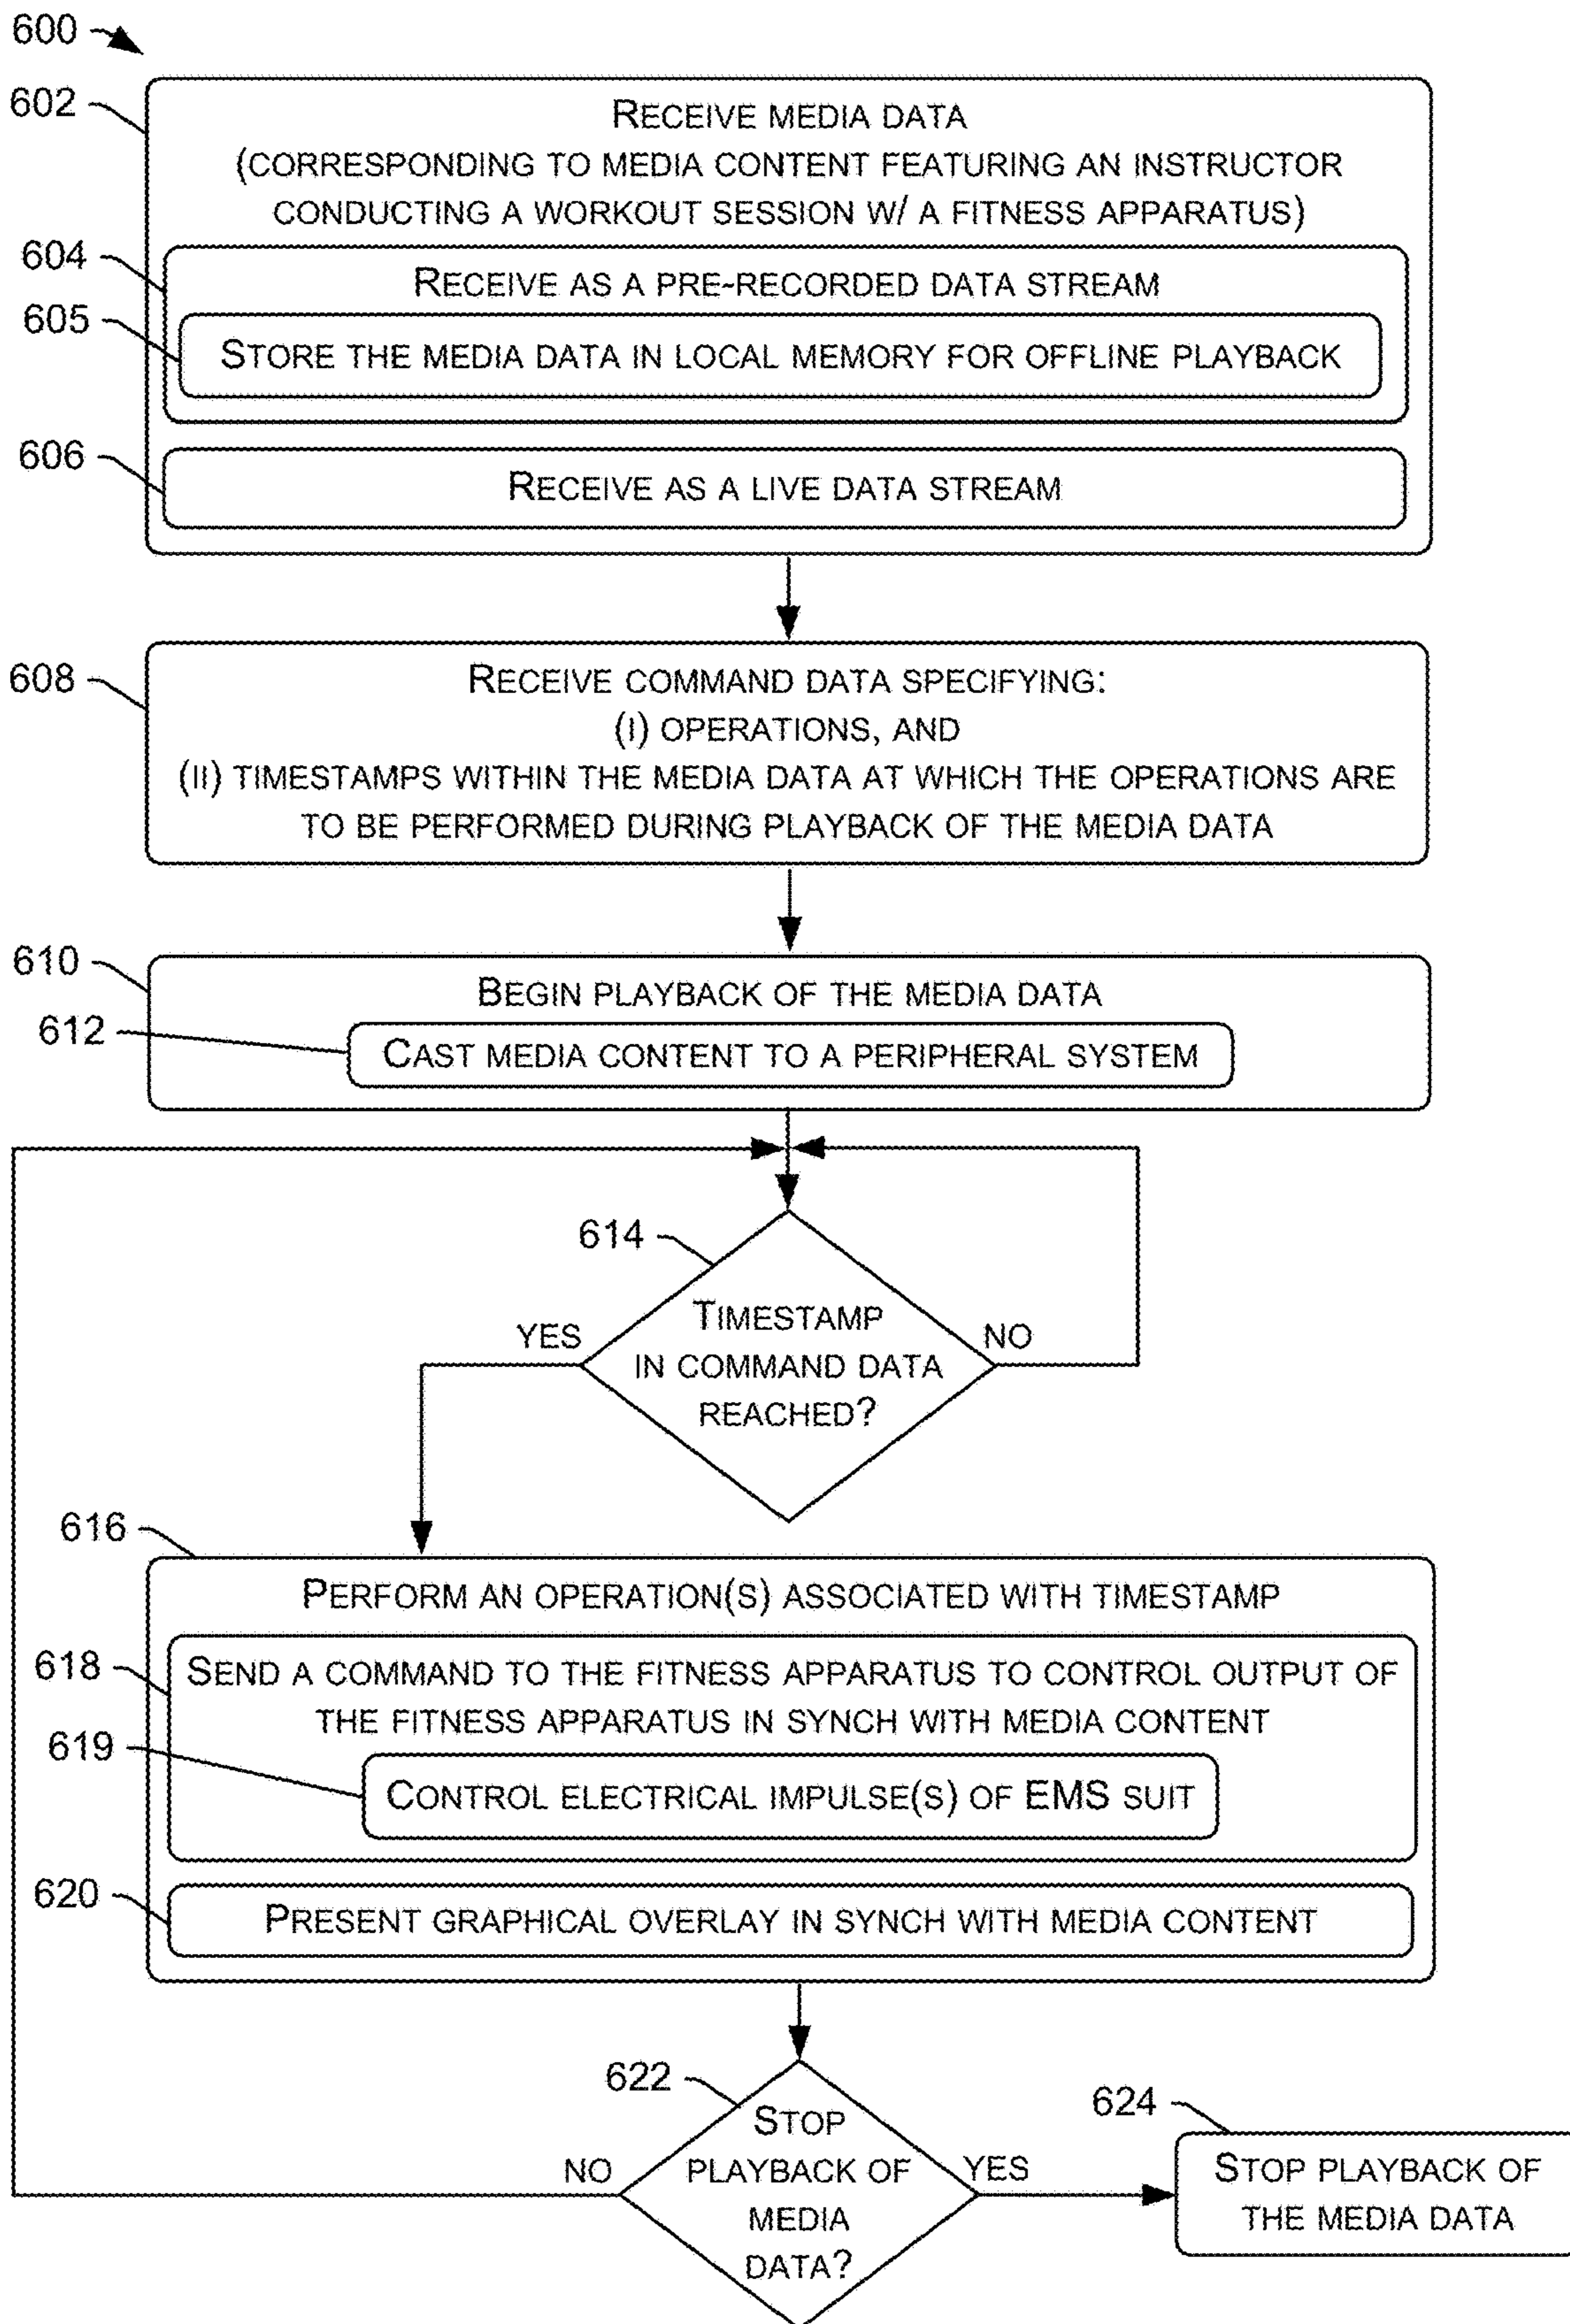 600
602
RECEIVE MEDIA DATA
(CORRESPONDING TO MEDIA CONTENT FEATURING AN INSTRUCTOR
CONDUCTING A WORKOUT SESSION W/ A FITNESS APPARATUS)
604
RECEIVE AS A PRE-RECORDED DATA STREAM
605
STORE THE MEDIA DATA IN LOCAL MEMORY FOR OFFLINE PLAYBACK
606
RECEIVE AS A LIVE DATA STREAM
608
RECEIVE COMMAND DATA SPECIFYING:
(I) OPERATIONS, AND
(II) TIMESTAMPS WITHIN THE MEDIA DATA AT WHICH THE OPERATIONS ARE
TO BE PERFORMED DURING PLAYBACK OF THE MEDIA DATA
610
BEGIN PLAYBACK OF THE MEDIA DATA
612
CAST MEDIA CONTENT TO A PERIPHERAL SYSTEM
614
YES
TIMESTAMP
IN COMMAND DATA
REACHED?
NO
616
PERFORM AN OPERATION(S) ASSOCIATED WITH TIMESTAMP
618
SEND A COMMAND TO THE FITNESS APPARATUS TO CONTROL OUTPUT OF
THE FITNESS APPARATUS IN SYNCH WITH MEDIA CONTENT
619
CONTROL ELECTRICAL IMPULSE(S) OF EMS SUIT
620
PRESENT GRAPHICAL OVERLAY IN SYNCH WITH MEDIA CONTENT
622
NO
STOP
PLAYBACK OF
MEDIA
DATA?
YES
624
STOP PLAYBACK OF
THE MEDIA DATA